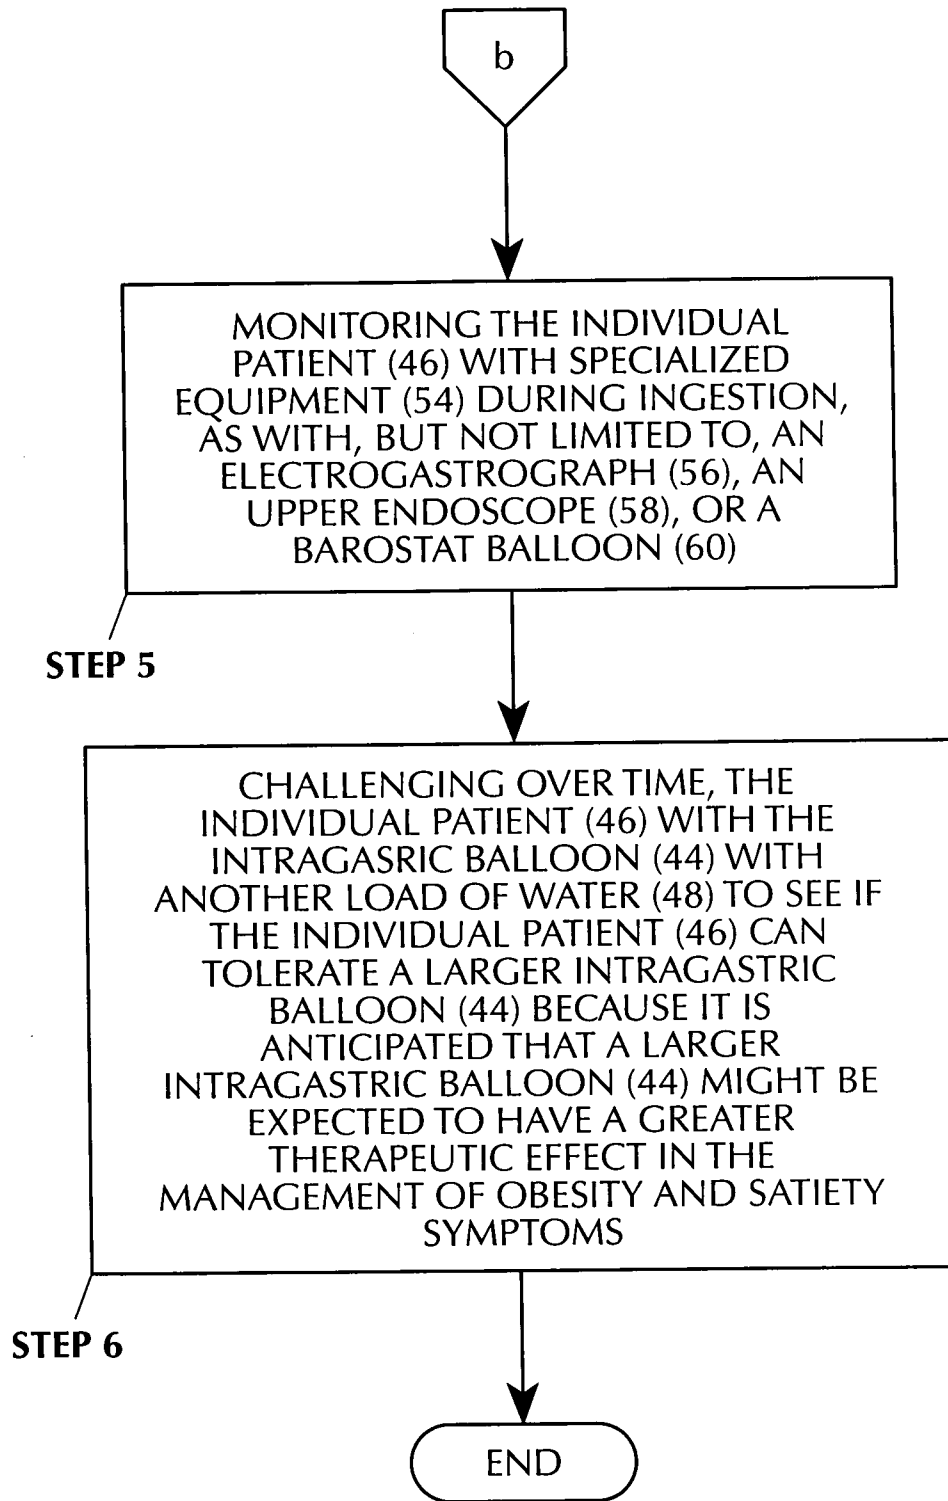 b
MONITORING THE INDIVIDUAL
PATIENT (46) WITH SPECIALIZED
EQUIPMENT (54) DURING INGESTION,
AS WITH, BUT NOT LIMITED TO, AN
ELECTROGASTROGRAPH (56), AN
UPPER ENDOSCOPE (58), OR A
BAROSTAT BALLOON (60)
STEP 5
CHALLENGING OVER TIME, THE
INDIVIDUAL PATIENT (46) WITH THE
INTRAGASRIC BALLOON (44) WITH
ANOTHER LOAD OF WATER (48) TO SEE IF
THE INDIVIDUAL PATIENT (46) CAN
TOLERATE A LARGER INTRAGASTRIC
BALLOON (44) BECAUSE IT IS
ANTICIPATED THAT A LARGER
INTRAGASTRIC BALLOON (44) MIGHT BE
EXPECTED TO HAVE A GREATER
THERAPEUTIC EFFECT IN THE
MANAGEMENT OF OBESITY AND SATIETY
SYMPTOMS
STEP 6
END